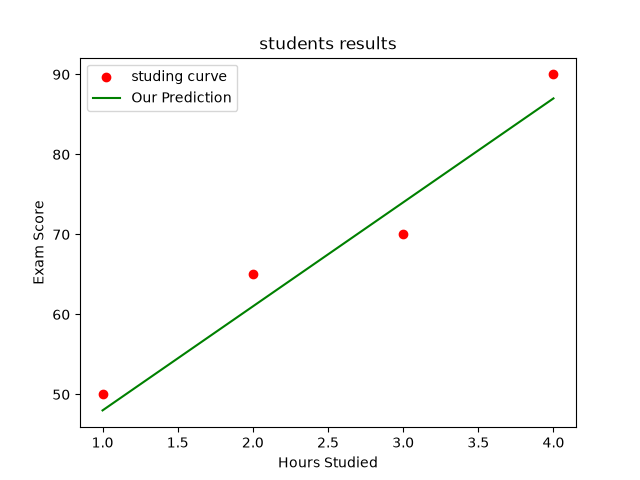 students results
studing curve
Our Prediction
90
80
70
60
50
Exam Score
1.0 1.5 2.0 2.5 3.0 3.5 4.0
Hours Studied